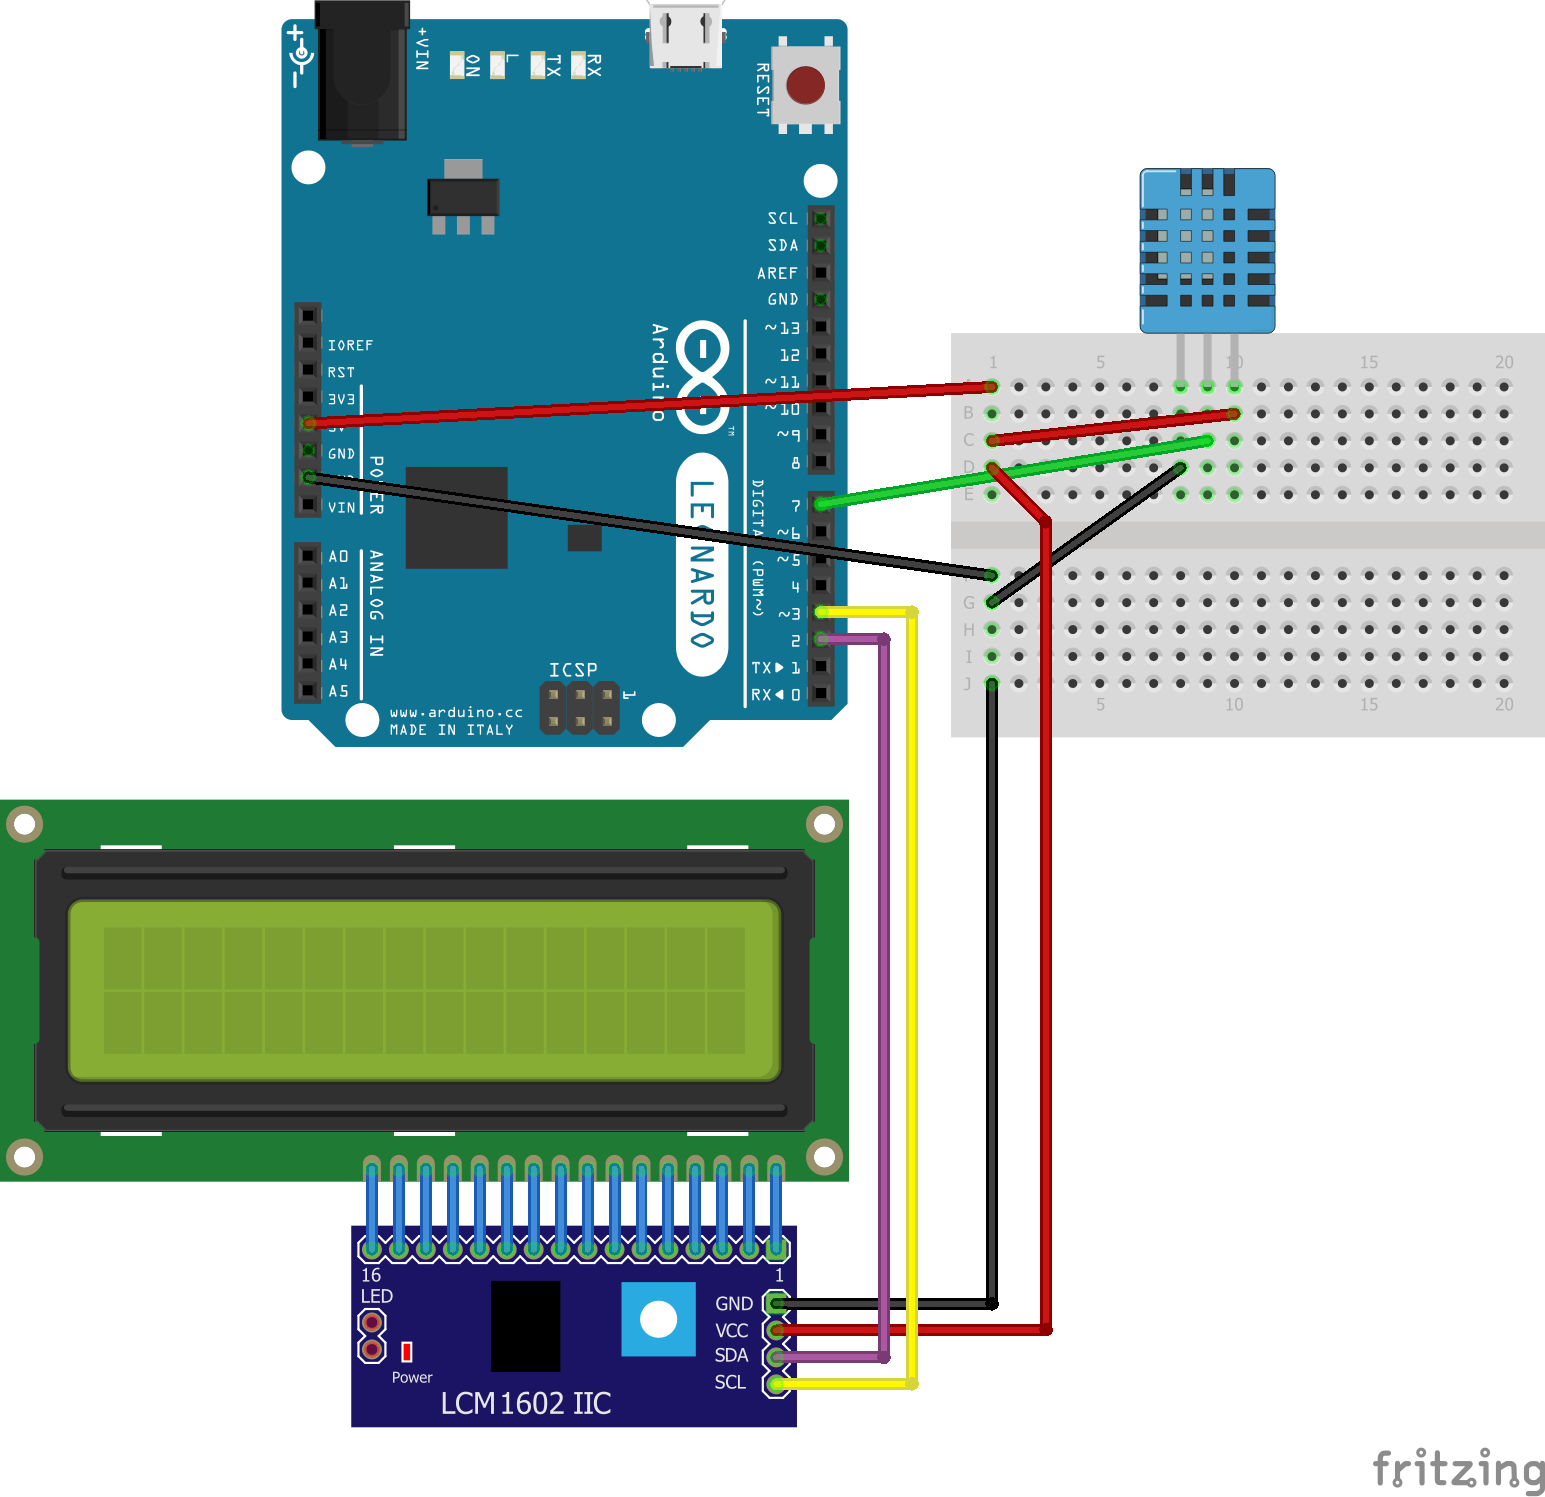 +VIN
ON
L
TX
RX
RESET
SCL
SDA
AREF
GND
~13
12
~11
~10
~9
8
IOREF
RST
3V3
5V
GND
VIN
POWER
A0
A1
A2
A3
A4
A5
ANALOG IN
Arduino
TM
LEONARDO
7
~6
~5
4
~3
2
TX▶ 1
RX◀ 0
ICSP
1
www.arduino.cc
MADE IN ITALY
1 5 10 15 20
B
C
D
E
G
H
I
J
5 10 15 20
16
1
LED
GND
VCC
SDA
SCL
Power
LCM1602 IIC
fritzing